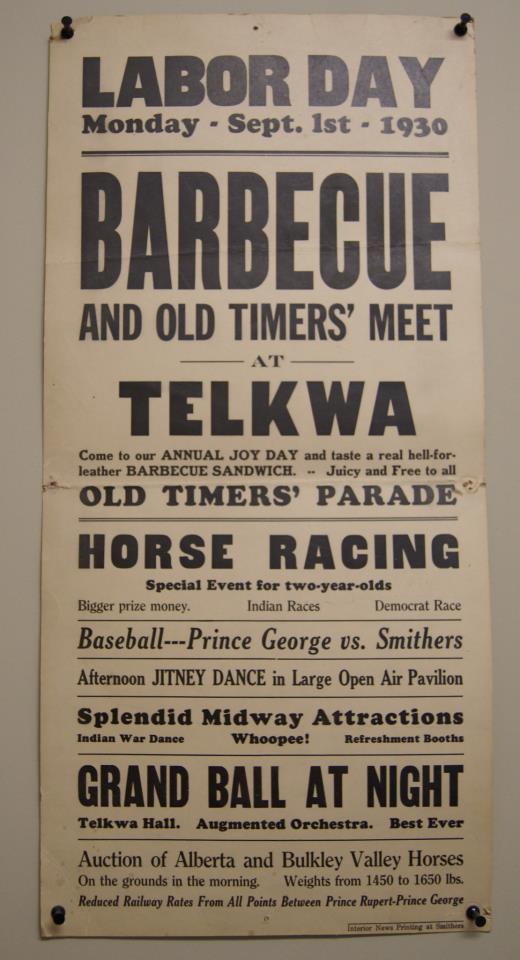 LABOR DAY
Monday - Sept. 1st - 1930
BARBECUE
AND OLD TIMERS' MEET
AT
TELKWA
Come to our ANNUAL JOY DAY and taste a real hell-for-
leather BARBECUE SANDWICH. -- Juicy and Free to all
OLD TIMERS' PARADE
HORSE RACING
Special Event for two-year-olds
Bigger prize money. Indian Races Democrat Race
Baseball---Prince George vs. Smithers
Afternoon JITNEY DANCE in Large Open Air Pavilion
Splendid Midway Attractions
Indian War Dance Whoopee! Refreshment Booths
GRAND BALL AT NIGHT
Telkwa Hall. Augmented Orchestra. Best Ever
Auction of Alberta and Bulkley Valley Horses
On the grounds in the morning. Weights from 1450 to 1650 lbs.
Reduced Railway Rates From All Points Between Prince Rupert-Prince George
Interior News Printing at Smithers